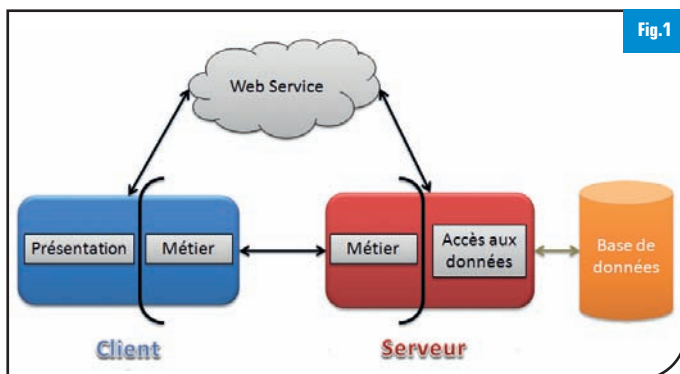 Fig.1
Web Service
Présentation
Métier
Métier
Accès aux
données
Base de
données
Client
Serveur